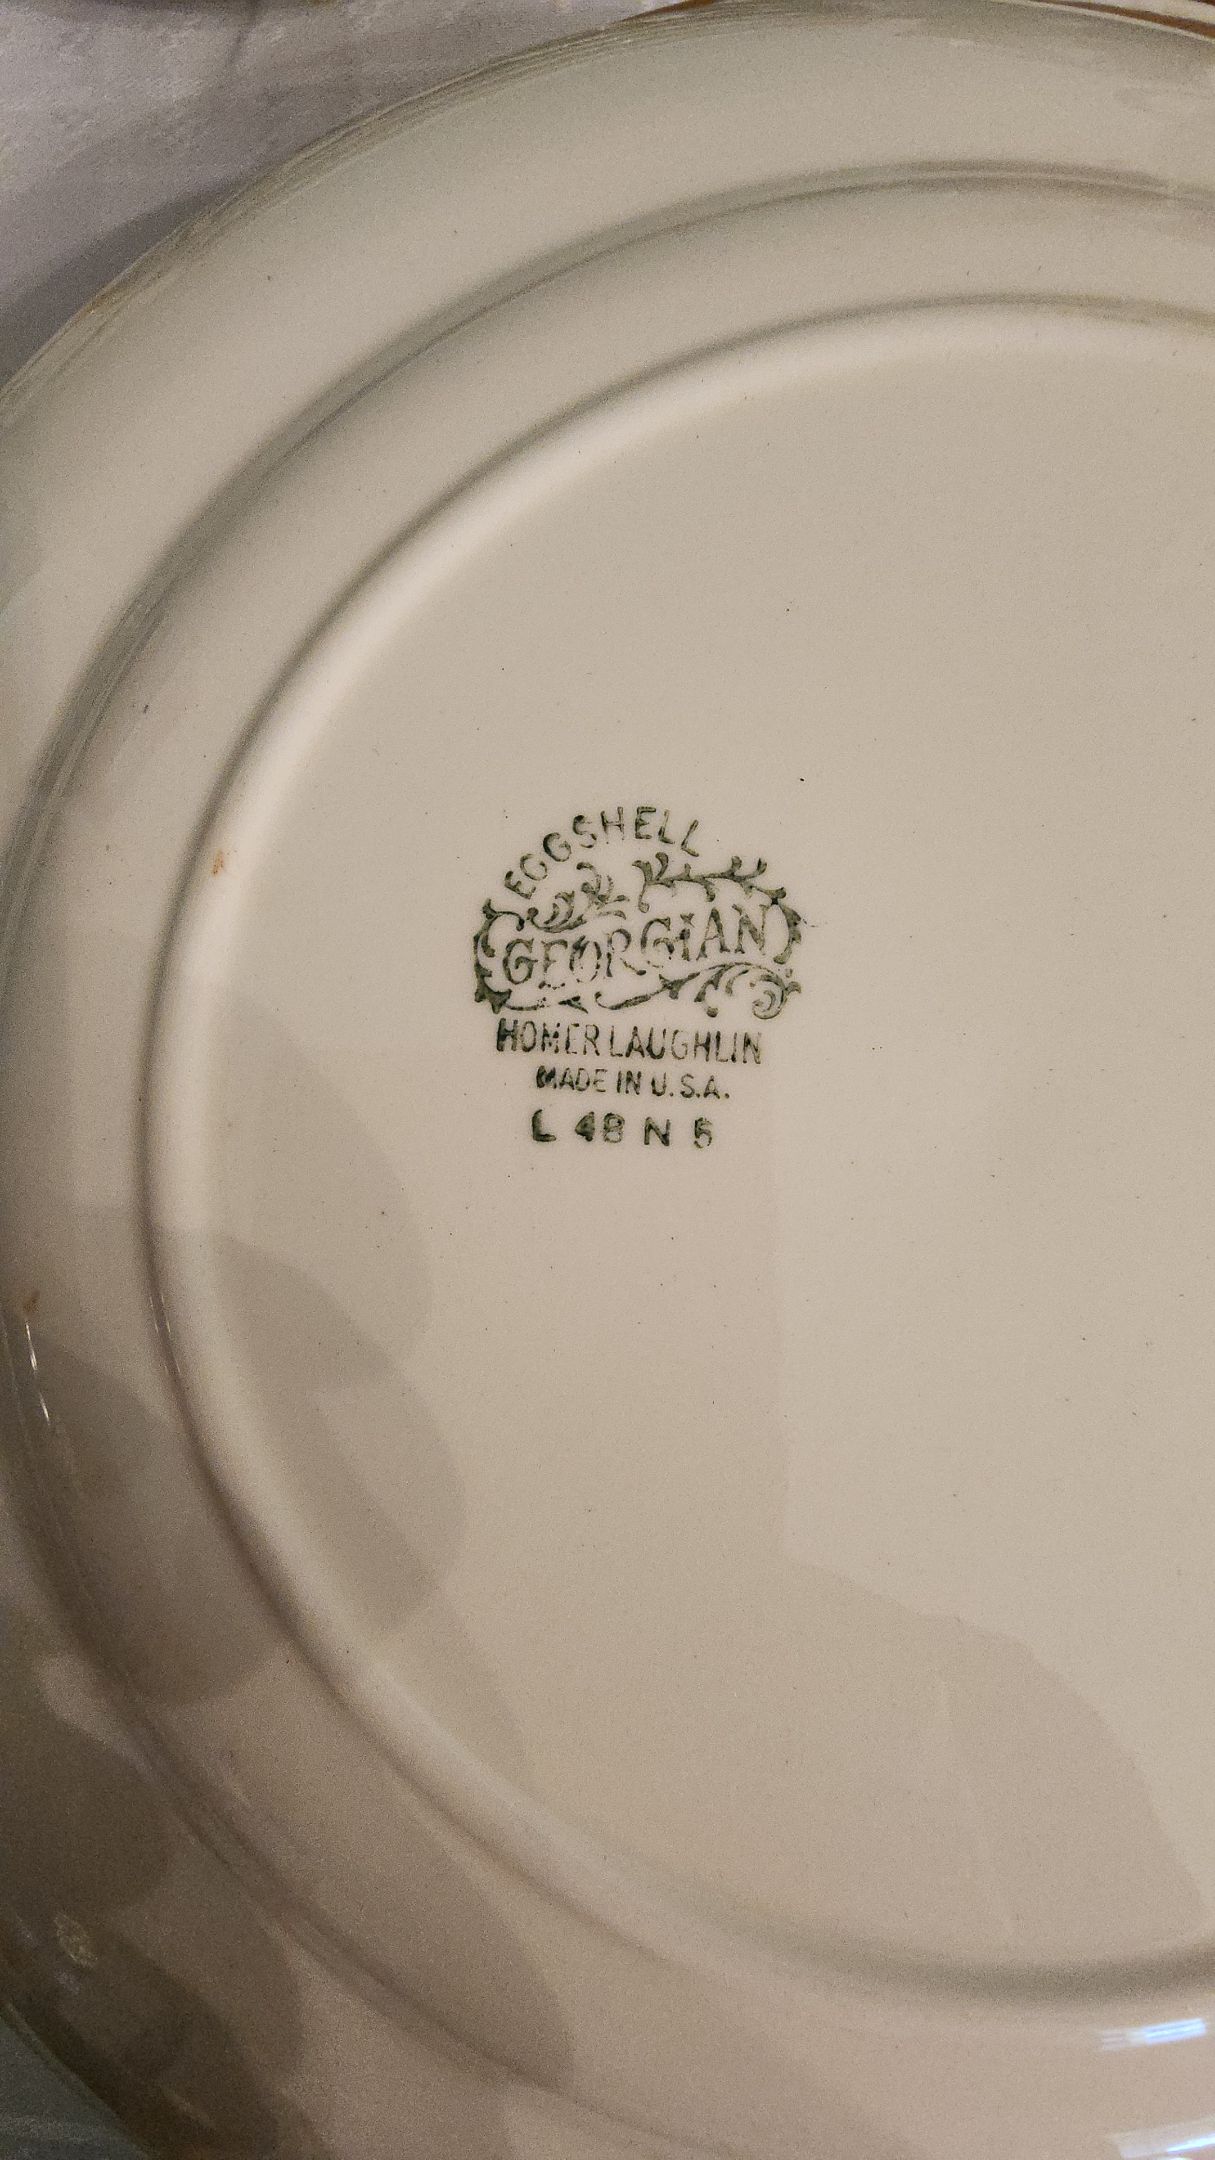 EGGSHELL
GEORGIAN
HOMER LAUGHLIN
MADE IN U.S.A.
L 48 N 5